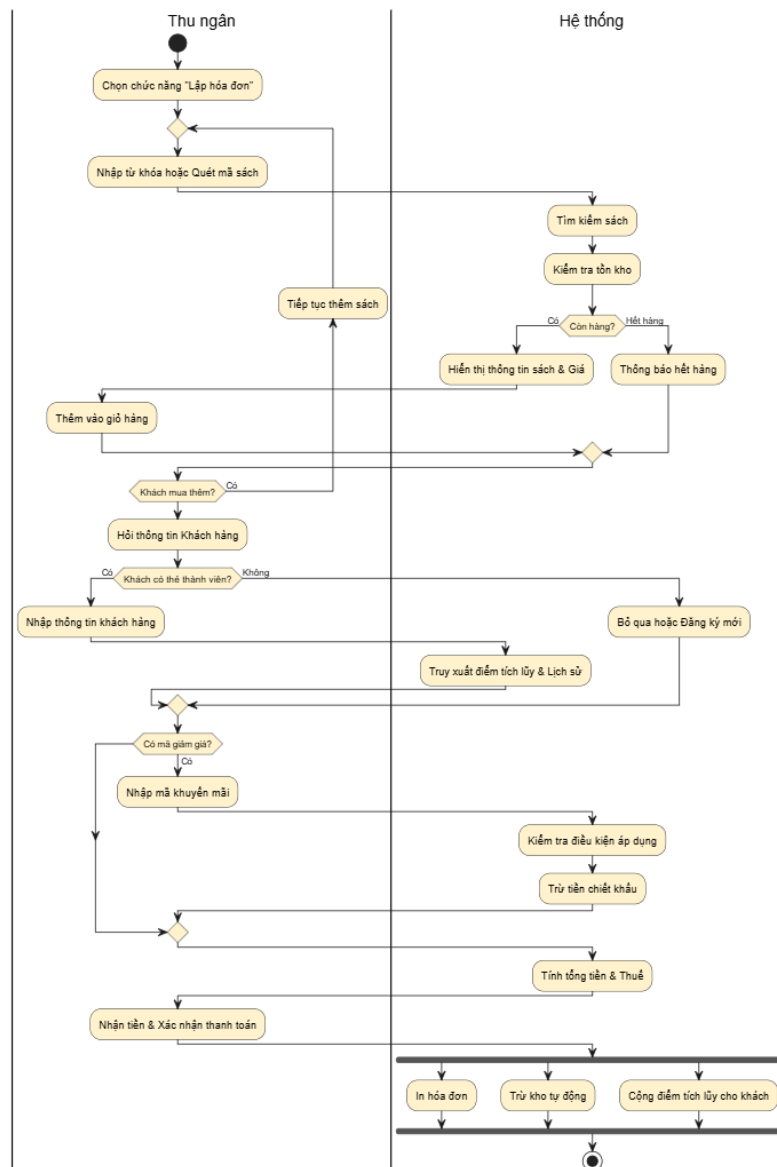 Thu ngân
Hệ thống
Chọn chức năng "Lập hóa đơn"
Nhập từ khóa hoặc Quét mã sách
Tìm kiếm sách
Kiểm tra tồn kho
Tiếp tục thêm sách
Có
Còn hàng?
Hết hàng
Hiển thị thông tin sách & Giá
Thông báo hết hàng
Thêm vào giỏ hàng
Khách mua thêm?
Có
Hỏi thông tin Khách hàng
Có
Khách có thẻ thành viên?
Không
Nhập thông tin khách hàng
Bỏ qua hoặc Đăng ký mới
Truy xuất điểm tích lũy & Lịch sử
Có mã giảm giá?
Có
Nhập mã khuyến mãi
Kiểm tra điều kiện áp dụng
Trừ tiền chiết khấu
Tính tổng tiền & Thuế
Nhận tiền & Xác nhận thanh toán
In hóa đơn
Trừ kho tự động
Cộng điểm tích lũy cho khách